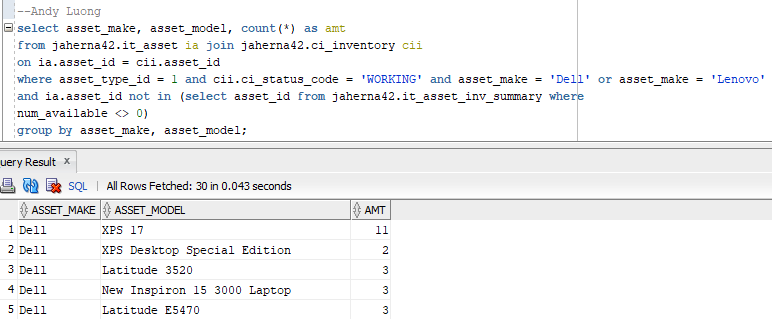 --Andy Luong
select asset_make, asset_model, count(*) as amt
from jaherna42.it_asset ia join jaherna42.ci_inventory cii
on ia.asset_id = cii.asset_id
where asset_type_id = 1 and cii.ci_status_code = 'WORKING' and asset_make = 'Dell' or asset_make = 'Lenovo'
and ia.asset_id not in (select asset_id from jaherna42.it_asset_inv_summary where
num_available <> 0)
group by asset_make, asset_model;
uery Result x
SQL | All Rows Fetched: 30 in 0.043 seconds
ASSET_MAKE ASSET_MODEL AMT
1 Dell XPS 17 11
2 Dell XPS Desktop Special Edition 2
3 Dell Latitude 3520 3
4 Dell New Inspiron 15 3000 Laptop 3
5 Dell Latitude E5470 3